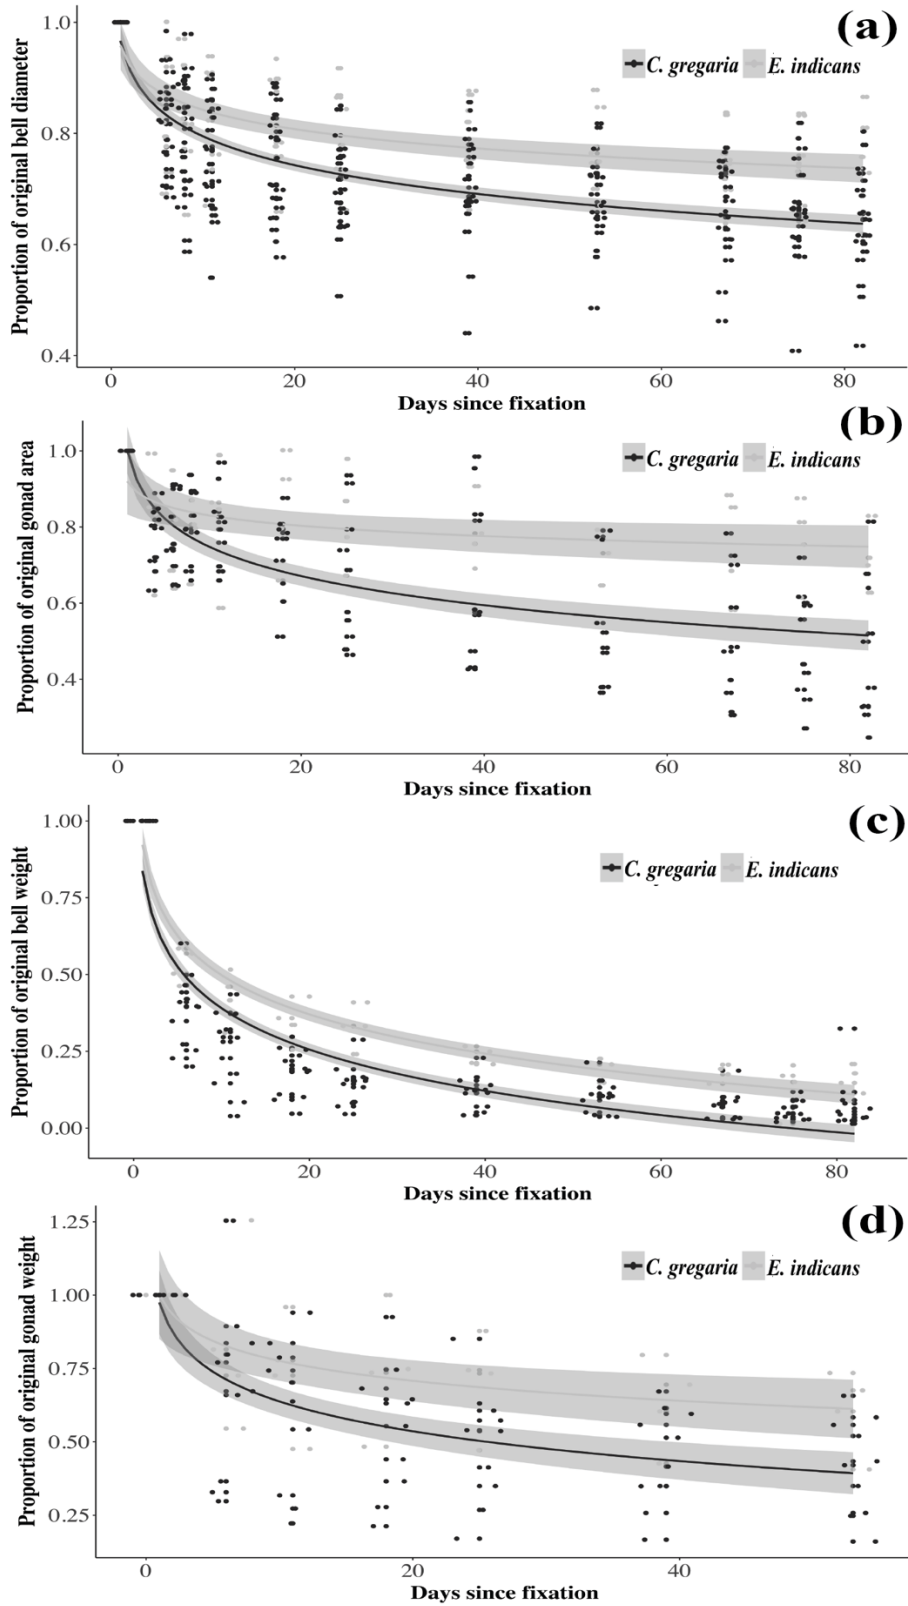 (a)
C. gregaria E. indicans
Proportion of original bell diameter
1.0
0.8
0.6
0.4
0 20 40 60 80
Days since fixation
(b)
C. gregaria E. indicans
Proportion of original gonad area
1.0
0.8
0.6
0.4
0 20 40 60 80
Days since fixation
(c)
C. gregaria E. indicans
Proportion of original bell weight
1.00
0.75
0.50
0.25
0.00
0 20 40 60 80
Days since fixation
(d)
C. gregaria E. indicans
Proportion of original gonad weight
1.25
1.00
0.75
0.50
0.25
0 20 40
Days since fixation